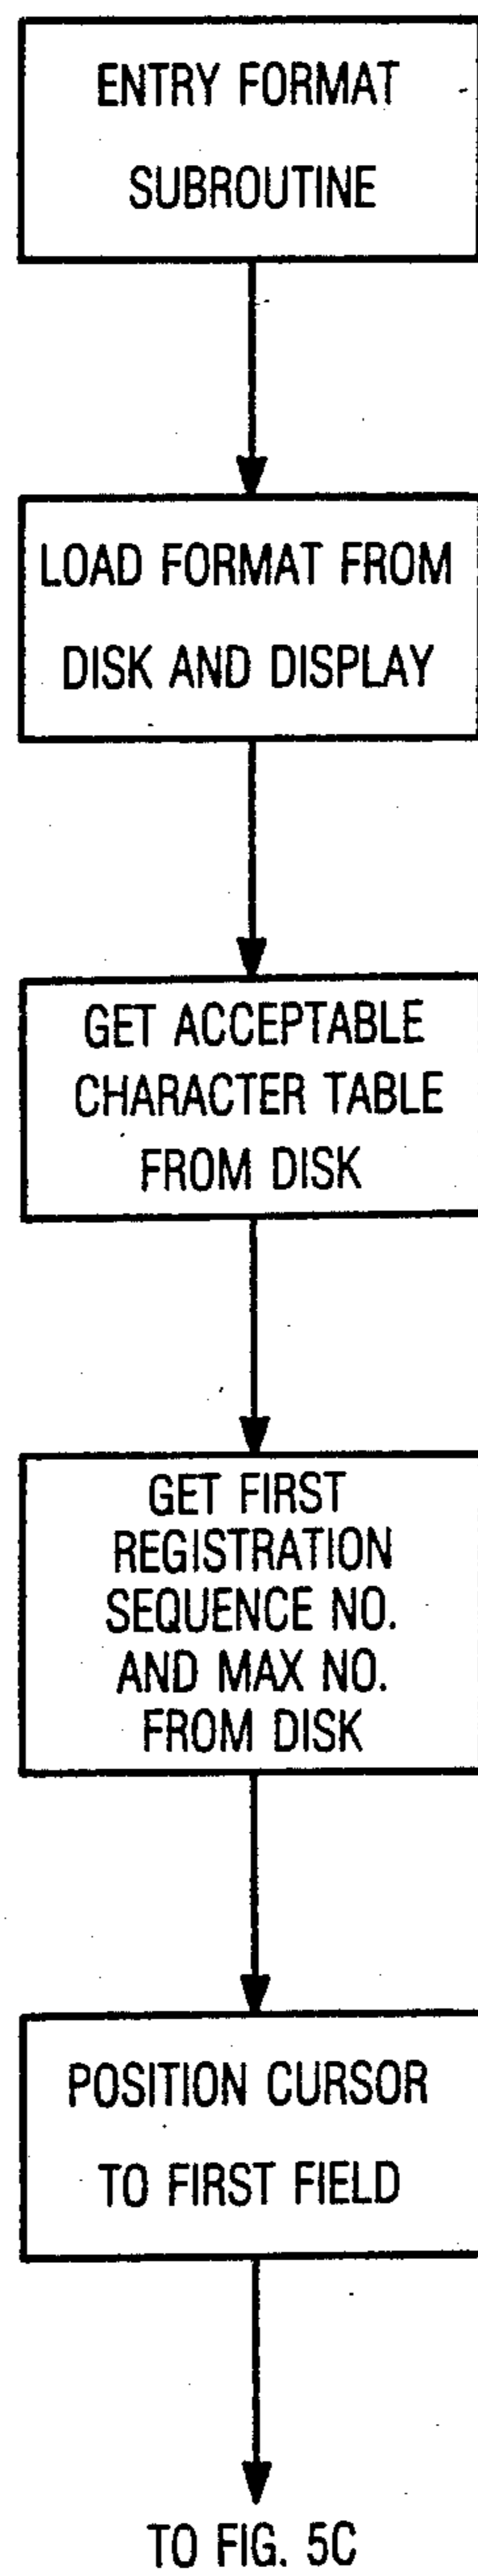 ENTRY FORMAT
SUBROUTINE
LOAD FORMAT FROM
DISK AND DISPLAY
GET ACCEPTABLE
CHARACTER TABLE
FROM DISK
GET FIRST
REGISTRATION
SEQUENCE NO.
AND MAX NO.
FROM DISK
POSITION CURSOR
TO FIRST FIELD
TO FIG. 5C